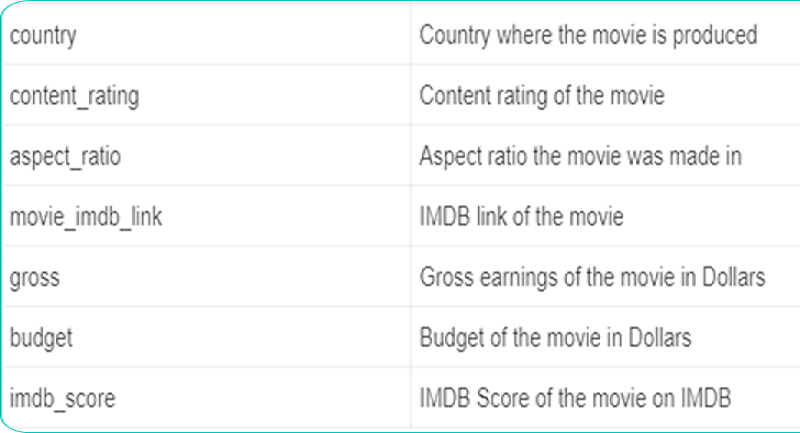 country Country where the movie is produced
content_rating Content rating of the movie
aspect_ratio Aspect ratio the movie was made in
movie_imdb_link IMDB link of the movie
gross Gross earnings of the movie in Dollars
budget Budget of the movie in Dollars
imdb_score IMDB Score of the movie on IMDB